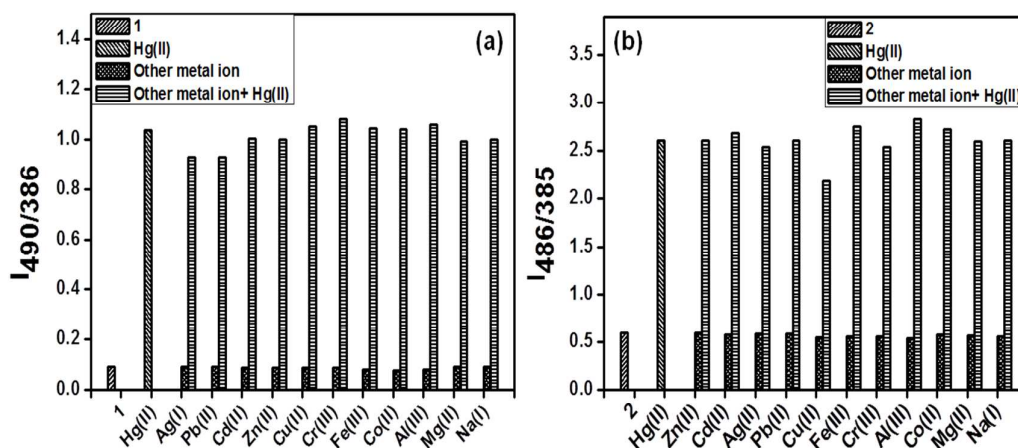 (a)
1
Hg(II)
Other metal ion
Other metal ion+ Hg(II)
1.4
1.2
1.0
0.8
0.6
0.4
0.2
0.0
I490/386
1
Hg(II)
Ag(I)
Pb(II)
Cd(II)
Zn(II)
Cu(II)
Cr(III)
Fe(III)
Co(II)
Al(III)
Mg(II)
Na(I)
(b)
2
Hg(II)
Other metal ion
Other metal ion+ Hg(II)
3.5
3.0
2.5
2.0
1.5
1.0
0.5
0.0
I486/385
2
Hg(II)
Zn(II)
Cd(II)
Ag(II)
Pb(II)
Cu(II)
Fe(III)
Cr(III)
Al(III)
Co(II)
Mg(II)
Na(I)